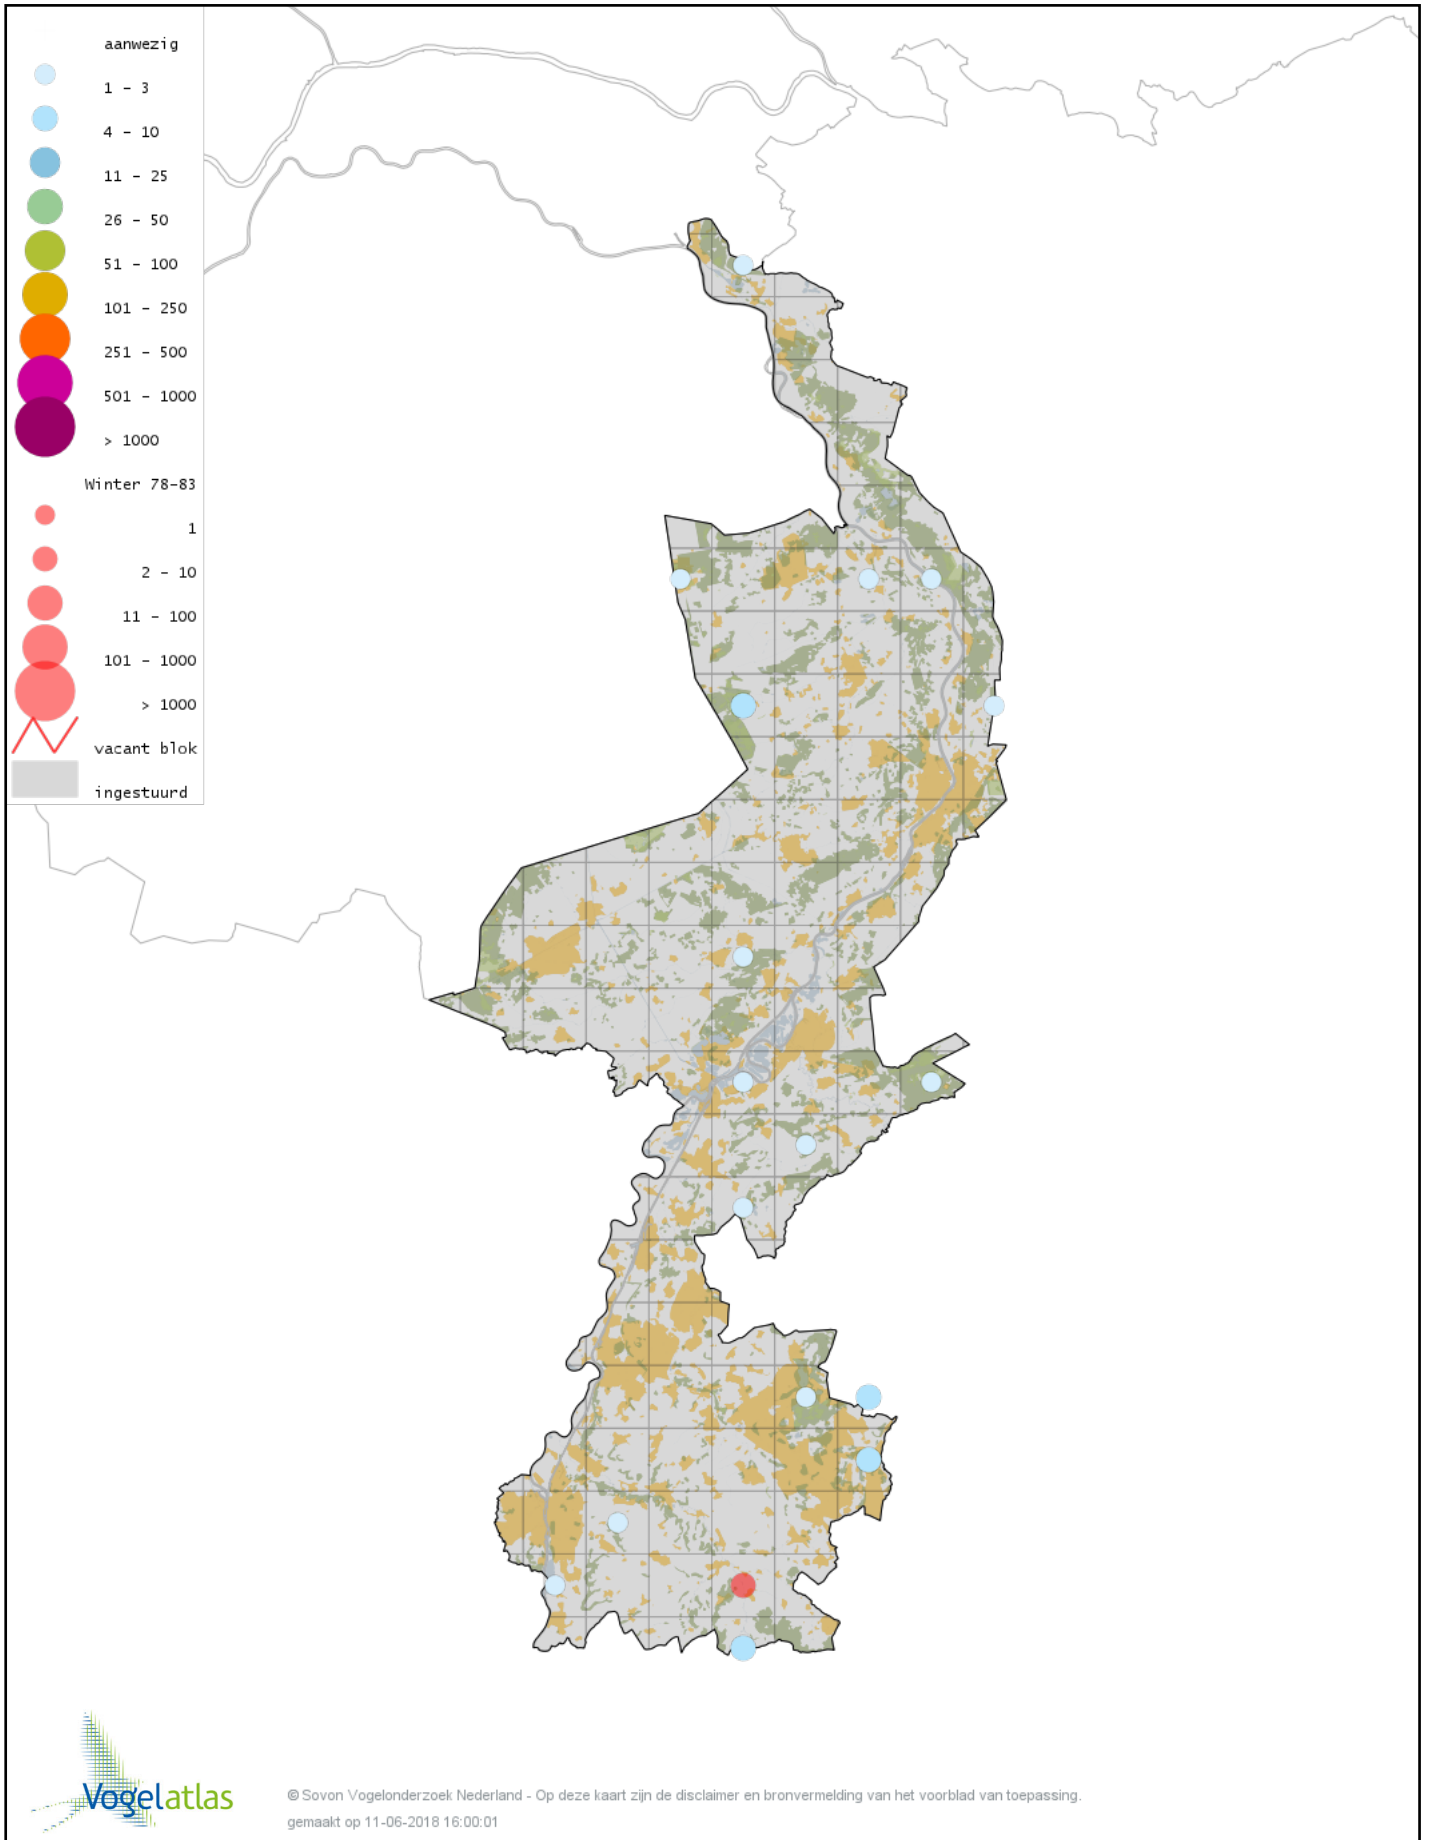 aanwezig
1 - 3
4 - 10
11 - 25
26 - 50
51 - 100
101 - 250
251 - 500
501 - 1000
> 1000
Winter 78-83
1
2 - 10
11 - 100
101 - 1000
> 1000
vacant blok
ingestuurd
Vogelatlas
© Sovon Vogelonderzoek Nederland - Op deze kaart zijn de disclaimer en bronvermelding van het voorblad van toepassing.
gemaakt op 11-06-2018 16:00:01